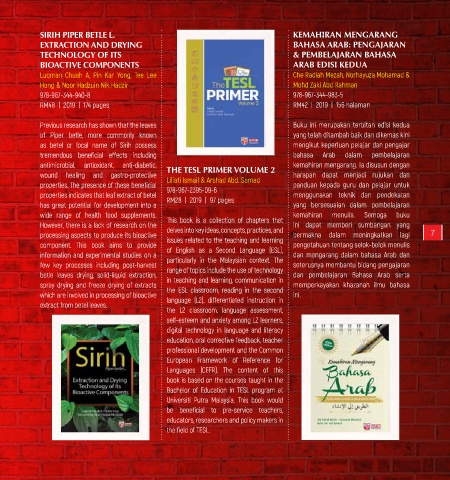 SIRIH PIPER BETLE L.
EXTRACTION AND DRYING
TECHNOLOGY OF ITS
BIOACTIVE COMPONENTS
Luqman Chuah A, Pin Kar Yong, Tee Lee
Hong & Noor Hadzuin Nik Hadzir
978-967-344-940-8
RM48 | 2019 | 174 pages
Previous research has shown that the leaves
of Piper betle, more commonly known
as betel or local name of Sirih possess
tremendous beneficial effects including
antimicrobial, antioxidant, anti-diabetic,
wound healing and gastro-protective
properties. The presence of these beneficial
properties indicates that leaf extract of betel
has great potential for development into a
wide range of health food supplements.
However, there is a lack of research on the
processing aspects to produce its bioactive
component. This book aims to provide
information and experimental studies on a
few key processes including post-harvest
betle leaves drying, solid-liquid extraction,
spray drying and freeze drying of extracts
which are involved in processing of bioactive
extract from betel leaves.
Sirih
Piper betle L.
Extraction and Drying
Technology of Its
Bioactive Components
The TESL
PRIMER
Volume 2
THE TESL PRIMER VOLUME 2
Lilliati Ismail & Arshad Abd. Samad
978-967-2395-09-6
RM28 | 2019 | 97 pages
This book is a collection of chapters that
delves into key ideas, concepts, practices, and
issues related to the teaching and learning
of English as a Second Language (ESL),
particularly in the Malaysian context. The
range of topics include the use of technology
in teaching and learning, communication in
the ESL classroom, reading in the second
language (L2), differentiated instruction in
the L2 classroom, language assessment,
self-esteem and anxiety among L2 learners,
digital technology in language and literacy
education, oral corrective feedback, teacher
professional development and the Common
European Framework of Reference for
Languages (CEFR). The content of this
book is based on the courses taught in the
Bachelor of Education in TESL program at
Universiti Putra Malaysia. This book would
be beneficial to pre-service teachers,
educators, researchers and policy makers in
the field of TESL.
KEMAHIRAN MENGARANG
BAHASA ARAB: PENGAJARAN
& PEMBELAJARAN BAHASA
ARAB EDISI KEDUA
Che Radiah Mezah, Norhayuza Mohamad &
Mohd Zaki Abd Rahman
978-967-344-983-5
RM42 | 2019 | 156 halaman
Buku ini merupakan terbitan edisi kedua
yang telah ditambah baik dan dikemas kini
mengikut keperluan pelajar dan pengajar
bahasa Arab dalam pembelajaran
kemahiran mengarang. Ia disusun dengan
harapan dapat menjadi rujukan dan
panduan kepada guru dan pelajar untuk
menggunakan teknik dan pendekatan
yang bersesuaian dalam pembelajaran
kemahiran menulis. Semoga buku
ini dapat memberi sumbangan yang
bermakna dalam meningkatkan lagi
pengetahuan tentang selok-belok menulis
dan mengarang dalam bahasa Arab dan
seterusnya membantu bidang pengajaran
dan pembelajaran Bahasa Arab serta
memperkayakan khazanah ilmu bahasa
ini.
Kemahiran Mengarang
Bahasa
Arab
الطريق إلى الإنشاء
7